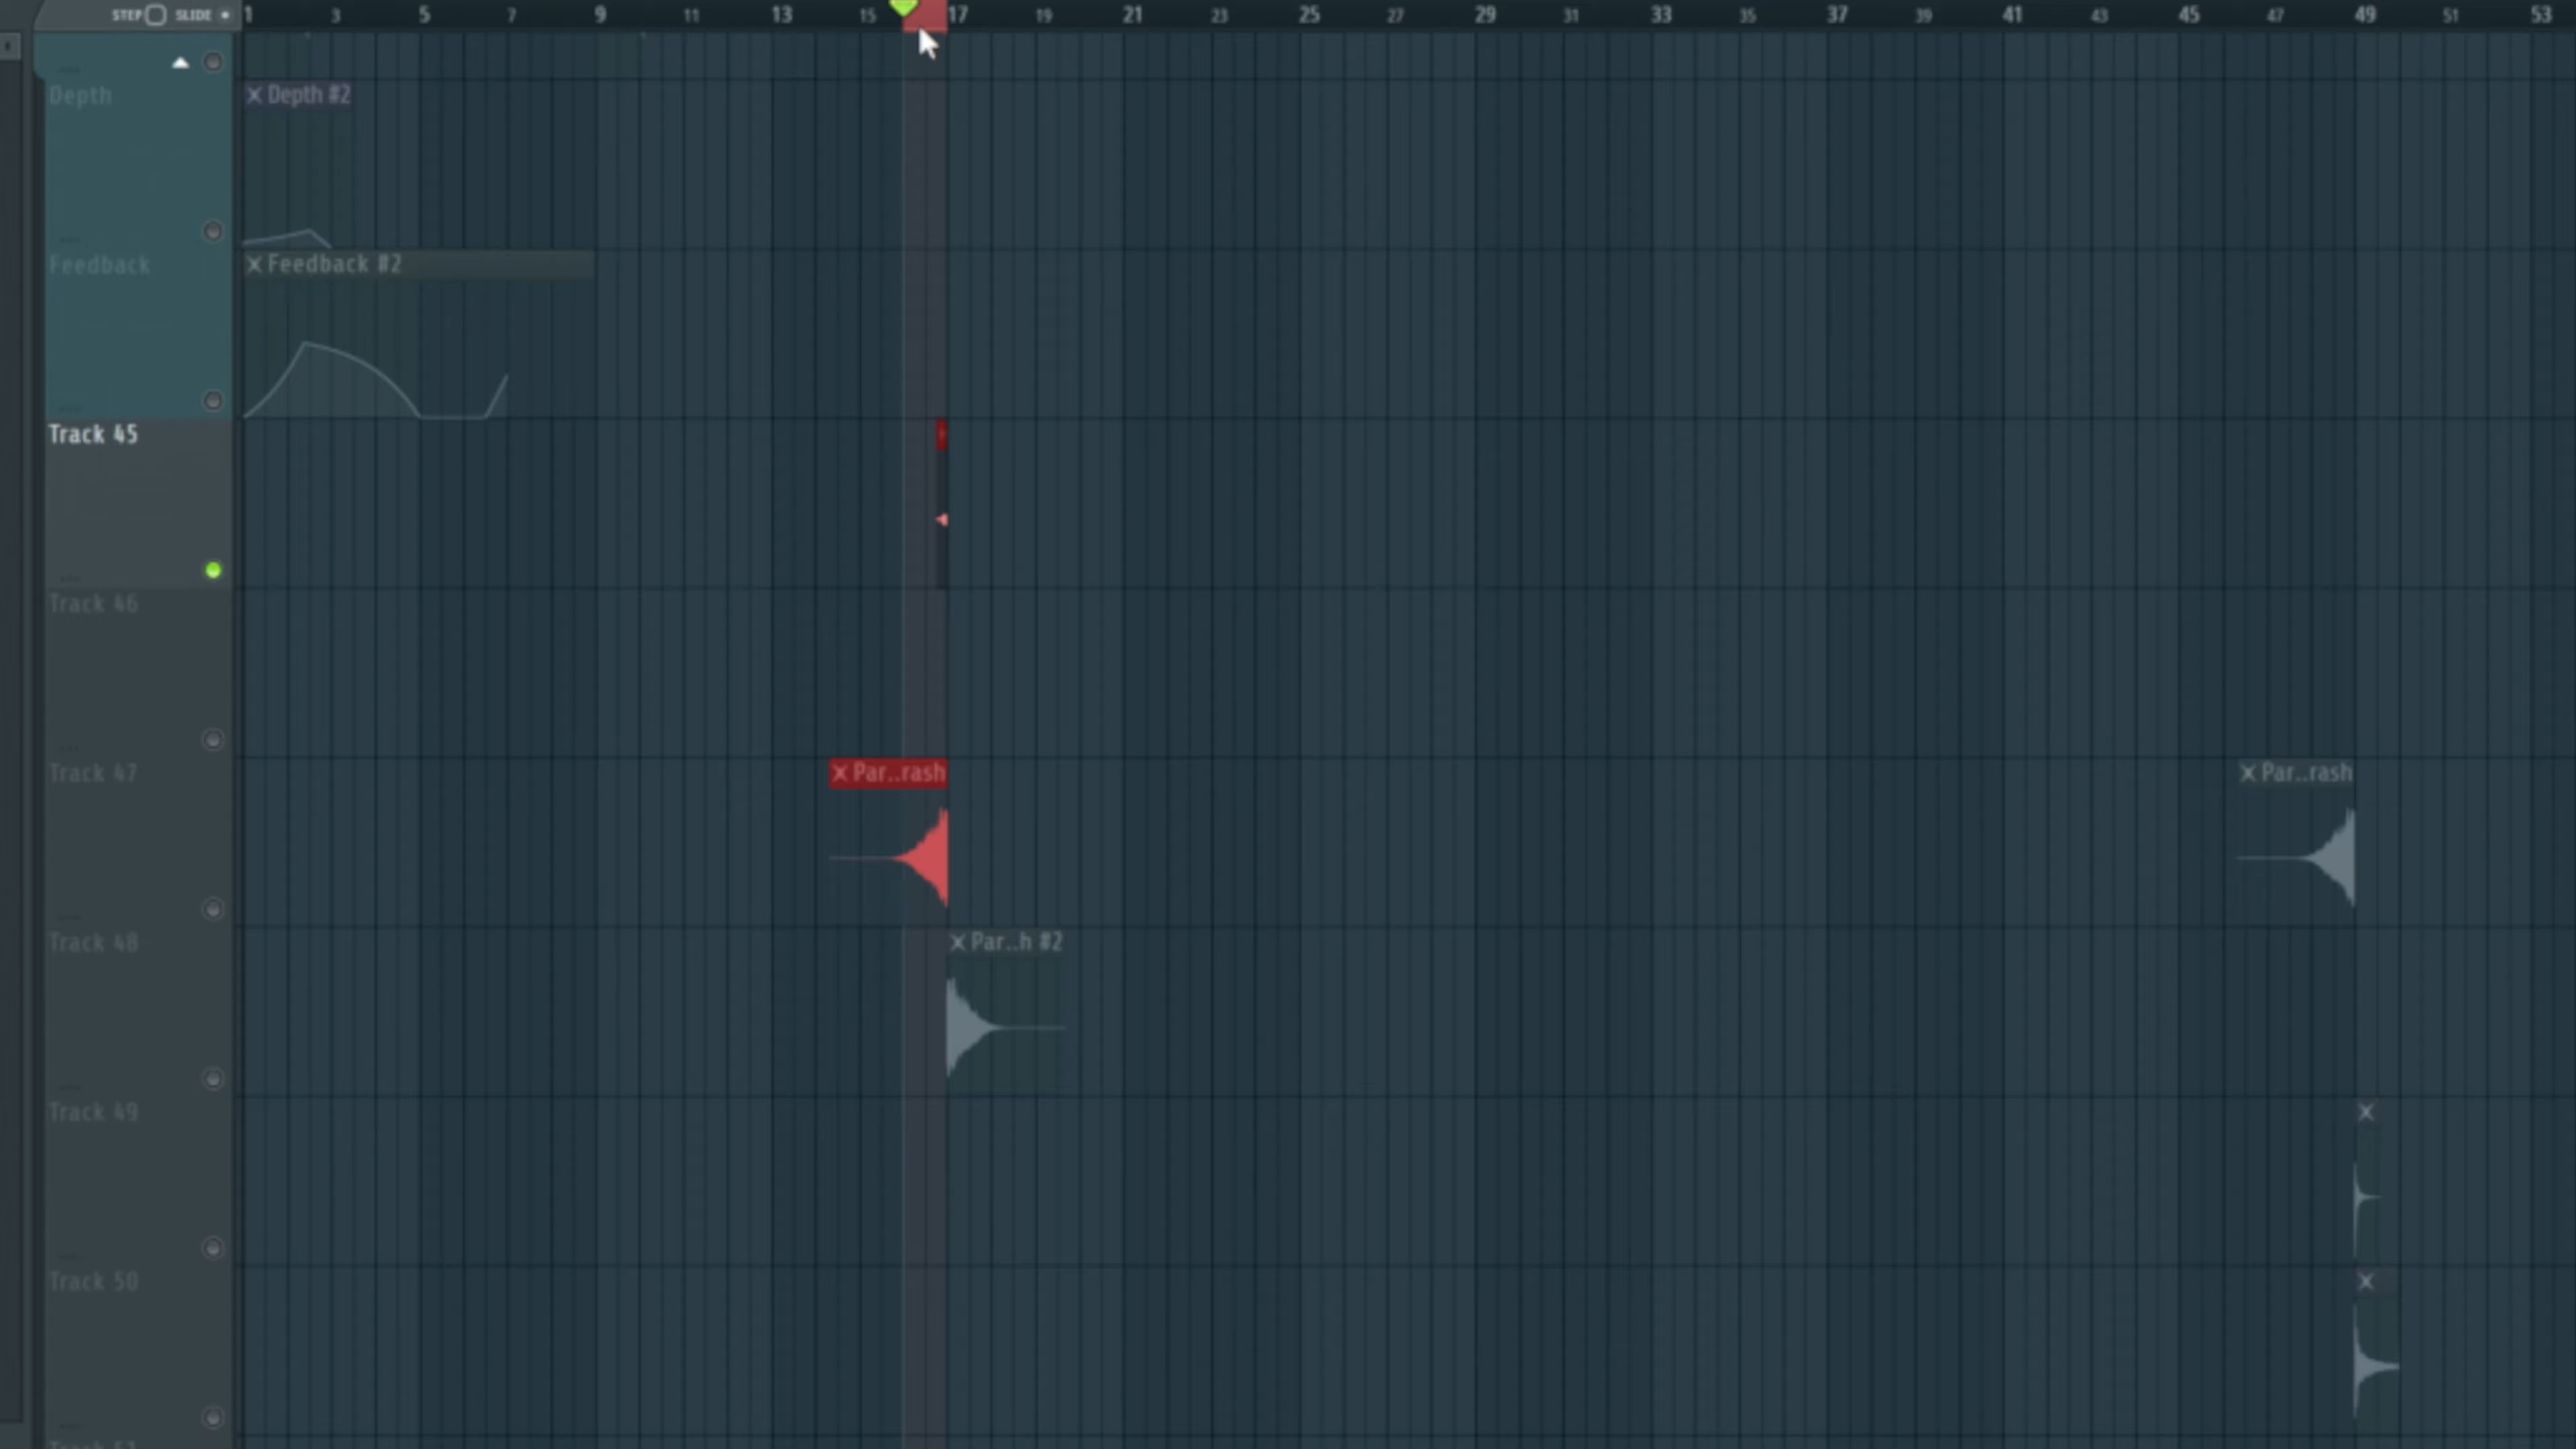 STEP SLIDE 1 3 5 7 9 11 13 15 17 19 21 23 25 27 29 31 33 35 37 39 41 43 45 47 49 51 53
Depth Depth #2
Feedback Feedback #2
Track 45
Track 46
Track 47 Par..rash Par..rash
Track 48 Par..h #2
Track 49
Track 50